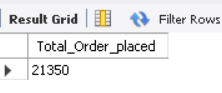 Result Grid Filter Rows
Total_Order_placed
21350